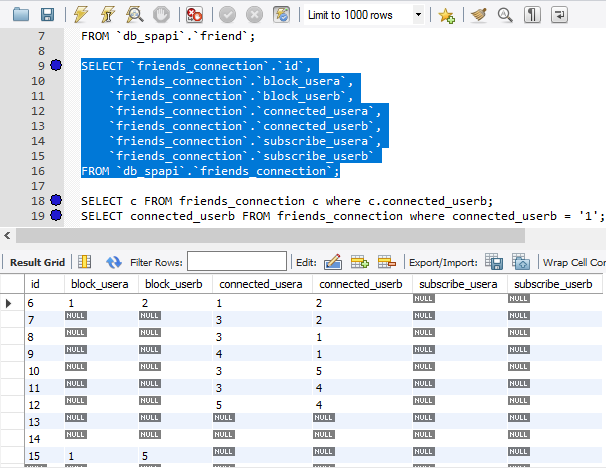 Limit to 1000 rows
7 FROM `db_spapi`.`friend`;
8
9 SELECT `friends_connection`.`id`,
10 `friends_connection`.`block_usera`,
11 `friends_connection`.`block_userb`,
12 `friends_connection`.`connected_usera`,
13 `friends_connection`.`connected_userb`,
14 `friends_connection`.`subscribe_usera`,
15 `friends_connection`.`subscribe_userb`
16 FROM `db_spapi`.`friends_connection`;
17
18 SELECT c FROM friends_connection c where c.connected_userb;
19 SELECT connected_userb FROM friends_connection where connected_userb = '1';
Result Grid Filter Rows: Edit: Export/Import: Wrap Cell Cor
id block_usera block_userb connected_usera connected_userb subscribe_usera subscribe_userb
6 1 2 1 2 NULL NULL
7 NULL NULL 3 2 NULL NULL
8 NULL NULL 3 1 NULL NULL
9 NULL NULL 4 1 NULL NULL
10 NULL NULL 3 5 NULL NULL
11 NULL NULL 3 4 NULL NULL
12 NULL NULL 5 4 NULL NULL
13 NULL NULL NULL NULL NULL NULL
14 NULL NULL NULL NULL NULL NULL
15 1 5 NULL NULL NULL NULL